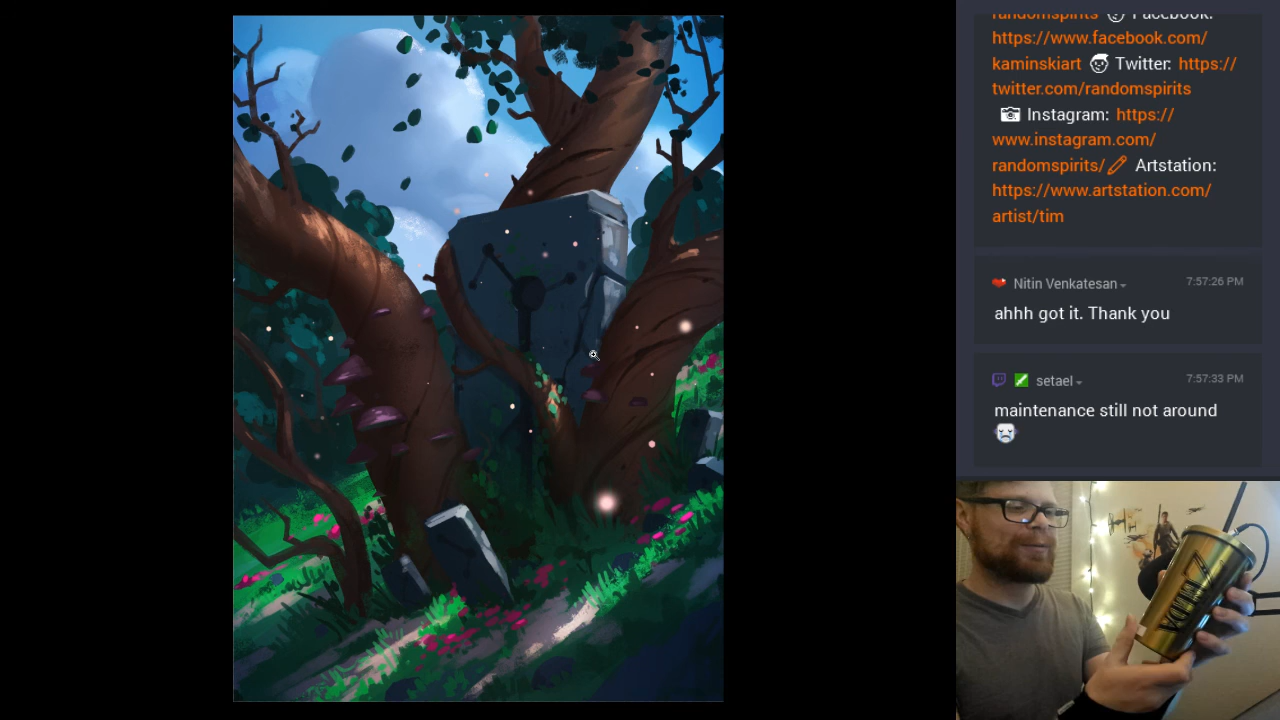 randomspirits Facebook:
https://www.facebook.com/
kaminskiart Twitter: https://
twitter.com/randomspirits
Instagram: https://
www.instagram.com/
randomspirits/ Artstation:
https://www.artstation.com/
artist/tim
Nitin Venkatesan 7:57:26 PM
ahhh got it. Thank you
setael 7:57:33 PM
maintenance still not around